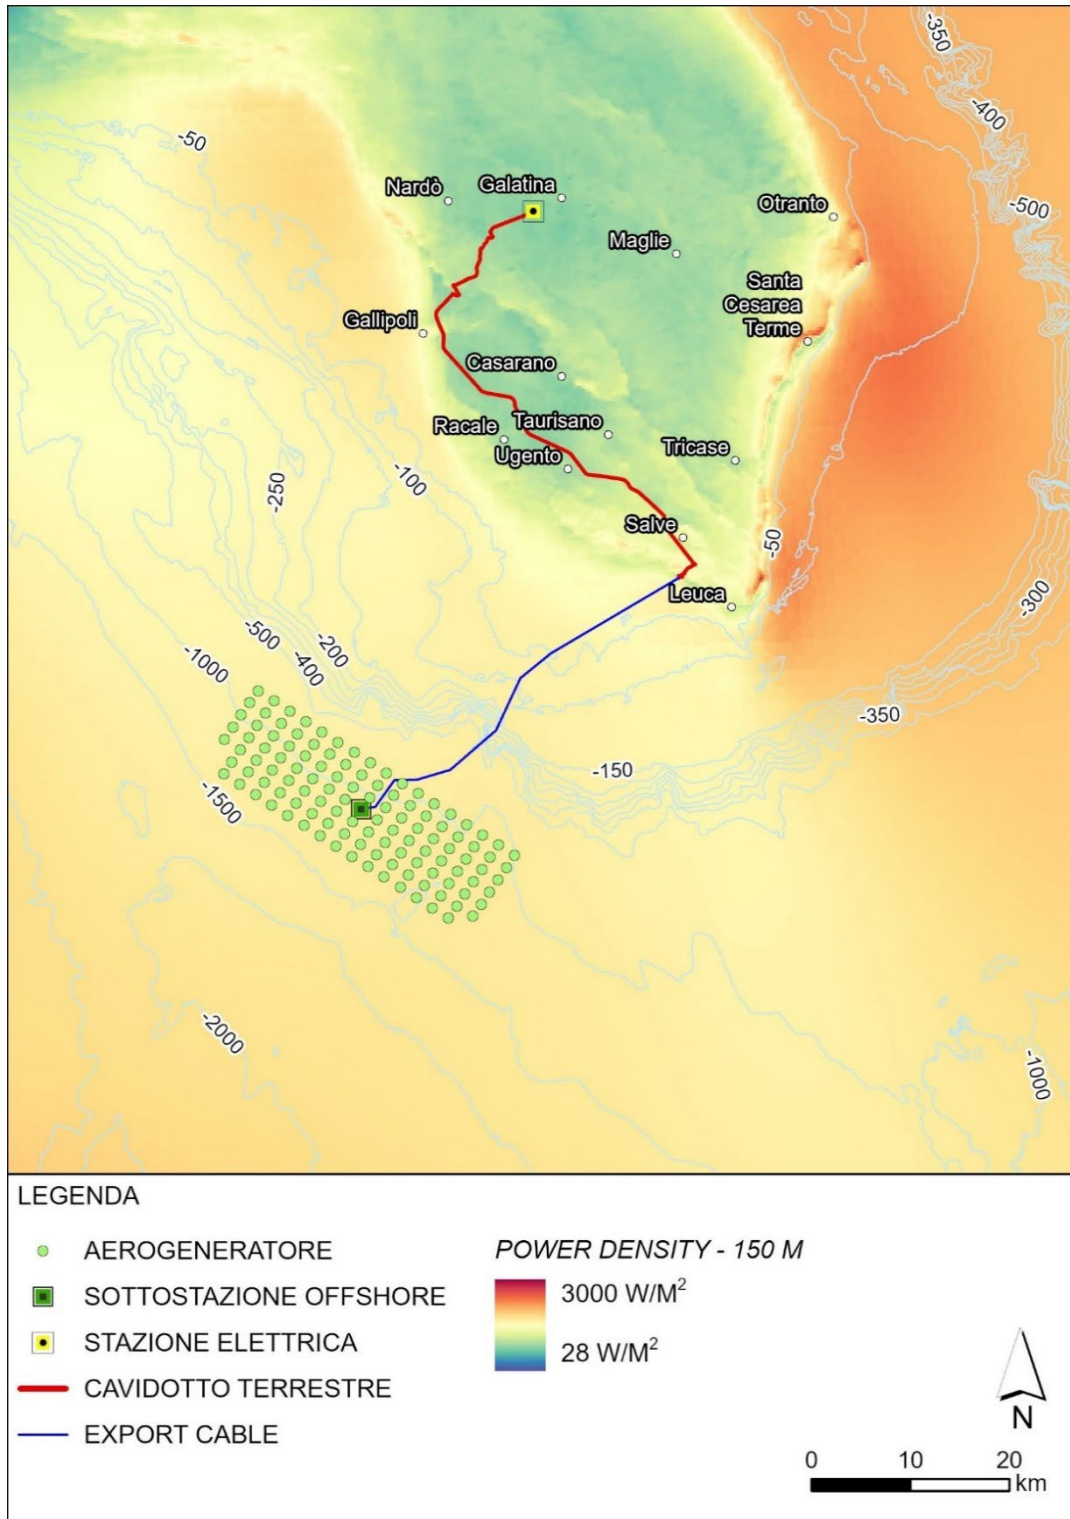 -350
-400
-50
-500
Nardò
Galatina
Otranto
Maglie
Santa
Cesarea
Terme
Gallipoli
Casarano
Racale
Taurisano
Ugento
Tricase
-100
-250
Salve
-50
Leuca
-300
-500
-200
-400
-1000
-350
-150
-1500
-2000
-1000
LEGENDA
AEROGENERATORE
SOTTOSTAZIONE OFFSHORE
STAZIONE ELETTRICA
CAVIDOTTO TERRESTRE
EXPORT CABLE
POWER DENSITY - 150 M
3000 W/M²
28 W/M²
N
0 10 20
km